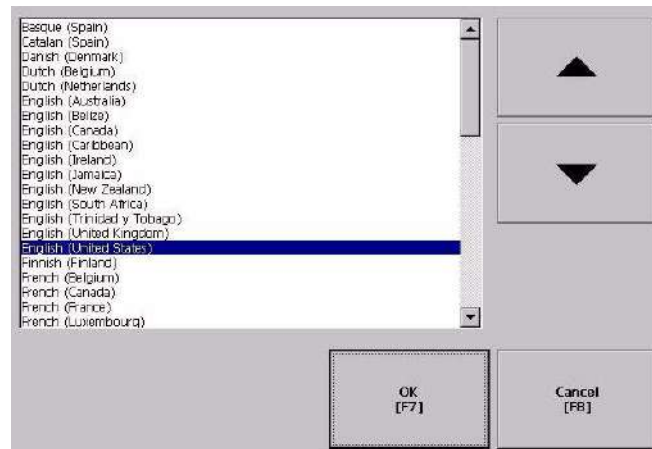 Basque (Spain)
Catalan (Spain)
Danish (Denmark)
Dutch (Belgium)
Dutch (Netherlands)
English (Australia)
English (Belize)
English (Canada)
English (Caribbean)
English (Ireland)
English (Jamaica)
English (New Zealand)
English (South Africa)
English (Trinidad y Tobago)
English (United Kingdom)
English (United States)
Finnish (Finland)
French (Belgium)
French (Canada)
French (France)
French (Luxembourg)
OK
[F7]
Cancel
[F8]